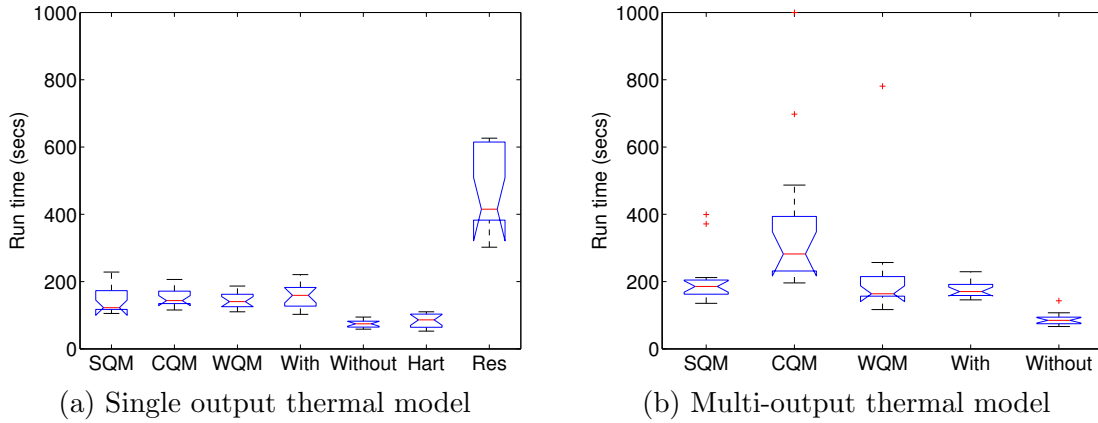 1000
800
600
400
200
0
Run time (secs)
SQM CQM WQM With Without Hart Res
(a) Single output thermal model
1000
800
600
400
200
0
Run time (secs)
SQM CQM WQM With Without
(b) Multi-output thermal model